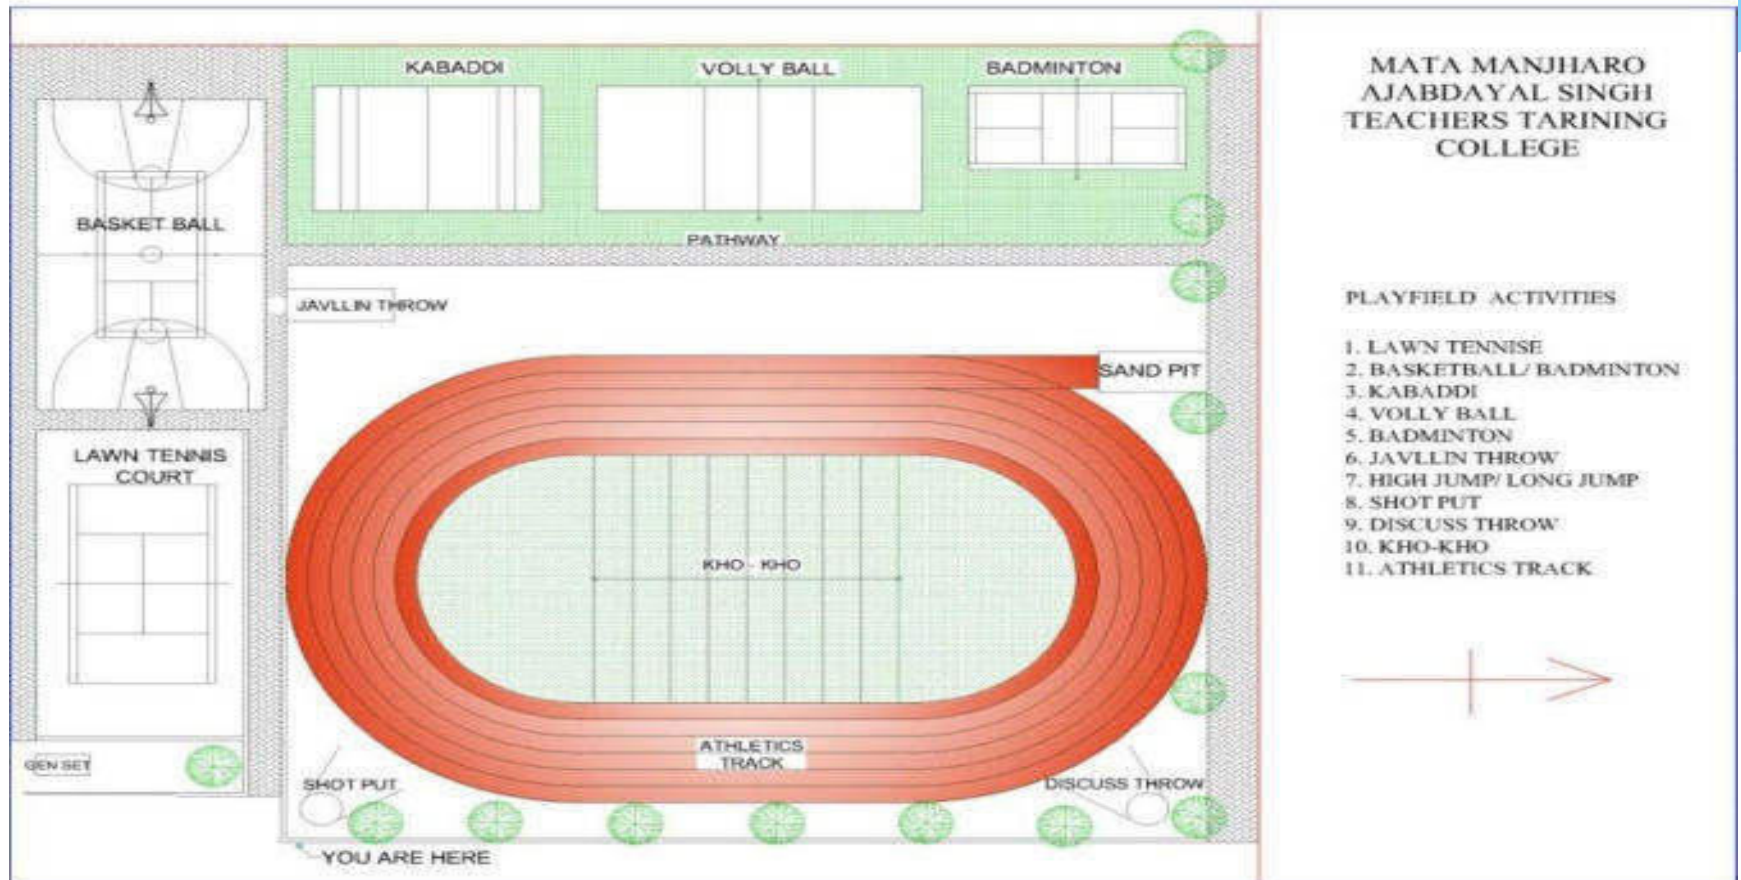 KABADDI
VOLLY BALL
BADMINTON
BASKET BALL
PATHWAY
JAVLLIN THROW
SAND PIT
LAWN TENNIS
COURT
KHO - KHO
ATHLETICS
TRACK
GEN SET
SHOT PUT
DISCUSS THROW
YOU ARE HERE
MATA MANJHARO
AJABDAYAL SINGH
TEACHERS TARINING
COLLEGE
PLAYFIELD ACTIVITIES
1. LAWN TENNISE
2. BASKETBALL/ BADMINTON
3. KABADDI
4. VOLLY BALL
5. BADMINTON
6. JAVLLIN THROW
7. HIGH JUMP/ LONG JUMP
8. SHOT PUT
9. DISCUSS THROW
10. KHO-KHO
11. ATHLETICS TRACK